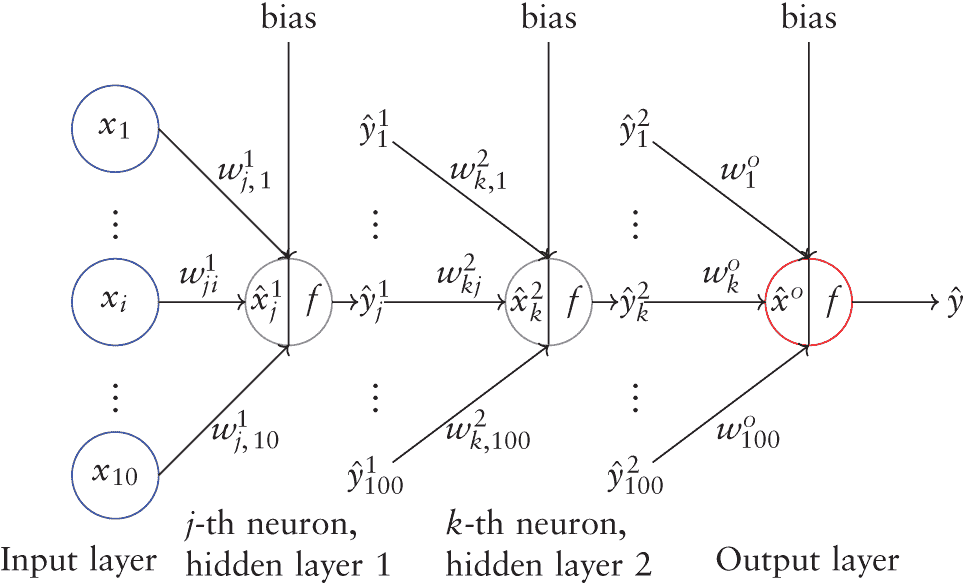 bias bias bias
x₁ ŷ¹₁ ŷ²₁
w¹ⱼ,₁ w²ₖ,₁ wᵒ₁
⋮ ⋮ ⋮
xᵢ w¹ⱼᵢ x̂¹ⱼ f ŷ¹ⱼ w²ₖⱼ x̂²ₖ f ŷ²ₖ wᵒₖ x̂ᵒ f ŷ
⋮ ⋮ ⋮
w¹ⱼ,₁₀ w²ₖ,₁₀₀ wᵒ₁₀₀
x₁₀ ŷ¹₁₀₀ ŷ²₁₀₀
Input layer
j-th neuron,
hidden layer 1
k-th neuron,
hidden layer 2
Output layer